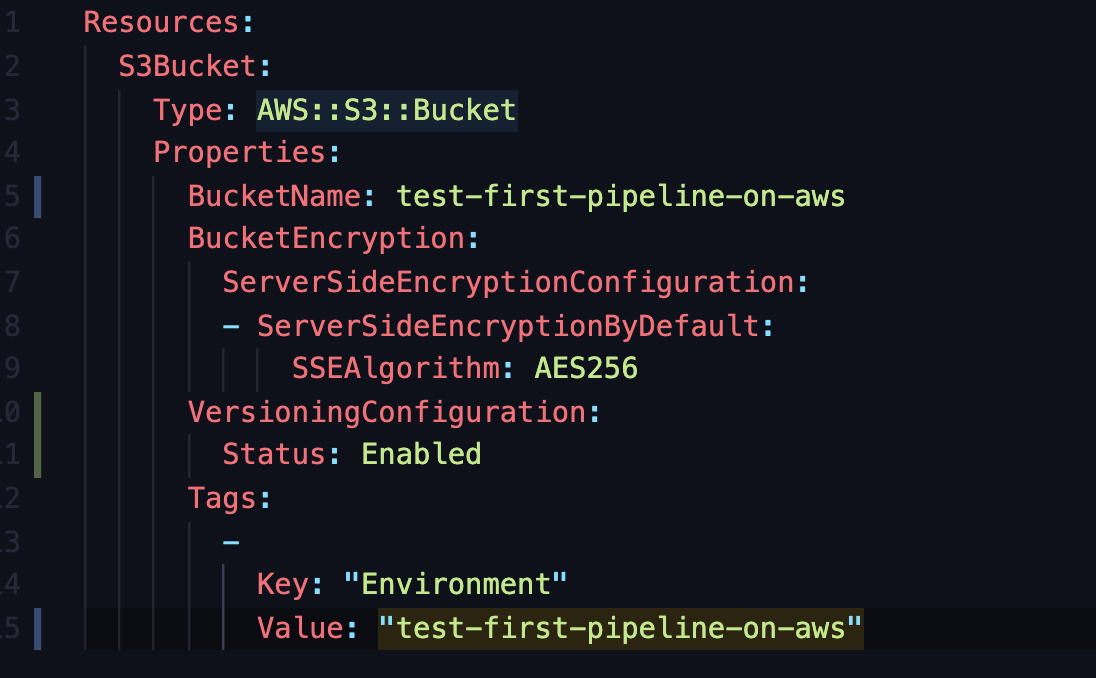 1 Resources:
2 S3Bucket:
3 Type: AWS::S3::Bucket
4 Properties:
5 BucketName: test-first-pipeline-on-aws
6 BucketEncryption:
7 ServerSideEncryptionConfiguration:
8 - ServerSideEncryptionByDefault:
9 SSEAlgorithm: AES256
10 VersioningConfiguration:
11 Status: Enabled
12 Tags:
13 -
14 Key: "Environment"
15 Value: "test-first-pipeline-on-aws"